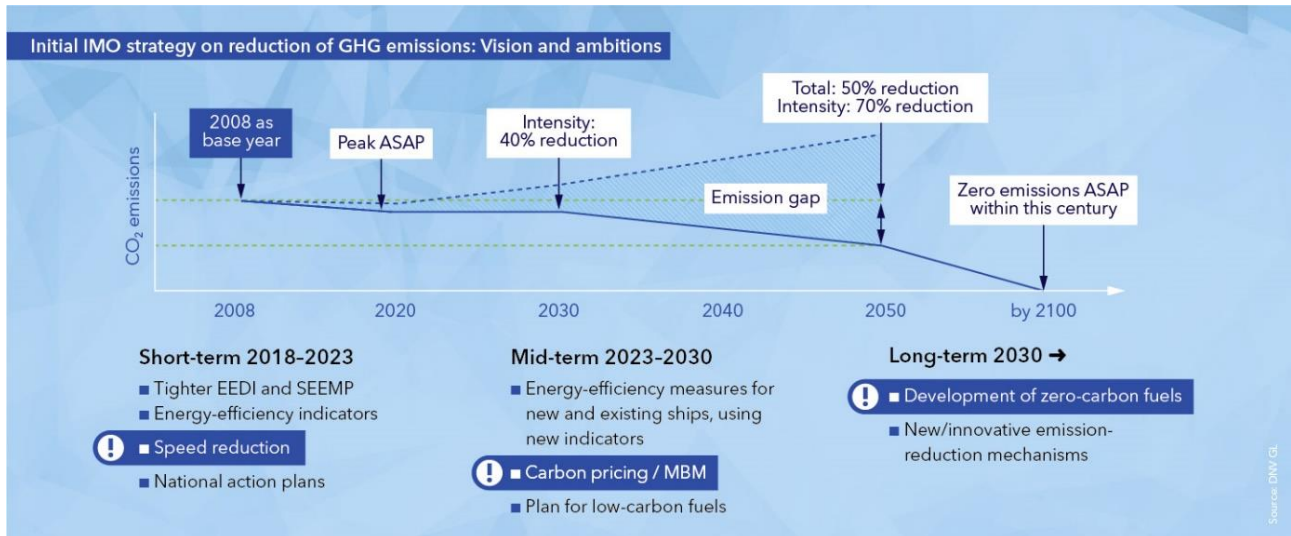 Initial IMO strategy on reduction of GHG emissions: Vision and ambitions
Total: 50% reduction
Intensity: 70% reduction
2008 as
base year
Peak ASAP
Intensity:
40% reduction
Emission gap
Zero emissions ASAP
within this century
CO₂ emissions
2008 2020 2030 2040 2050 by 2100
Short-term 2018–2023
■ Tighter EEDI and SEEMP
■ Energy-efficiency indicators
! ■ Speed reduction
■ National action plans
Mid-term 2023–2030
■ Energy-efficiency measures for
new and existing ships, using
new indicators
! ■ Carbon pricing / MBM
■ Plan for low-carbon fuels
Long-term 2030 ➔
! ■ Development of zero-carbon fuels
■ New/innovative emission-
reduction mechanisms
Source: DNV GL